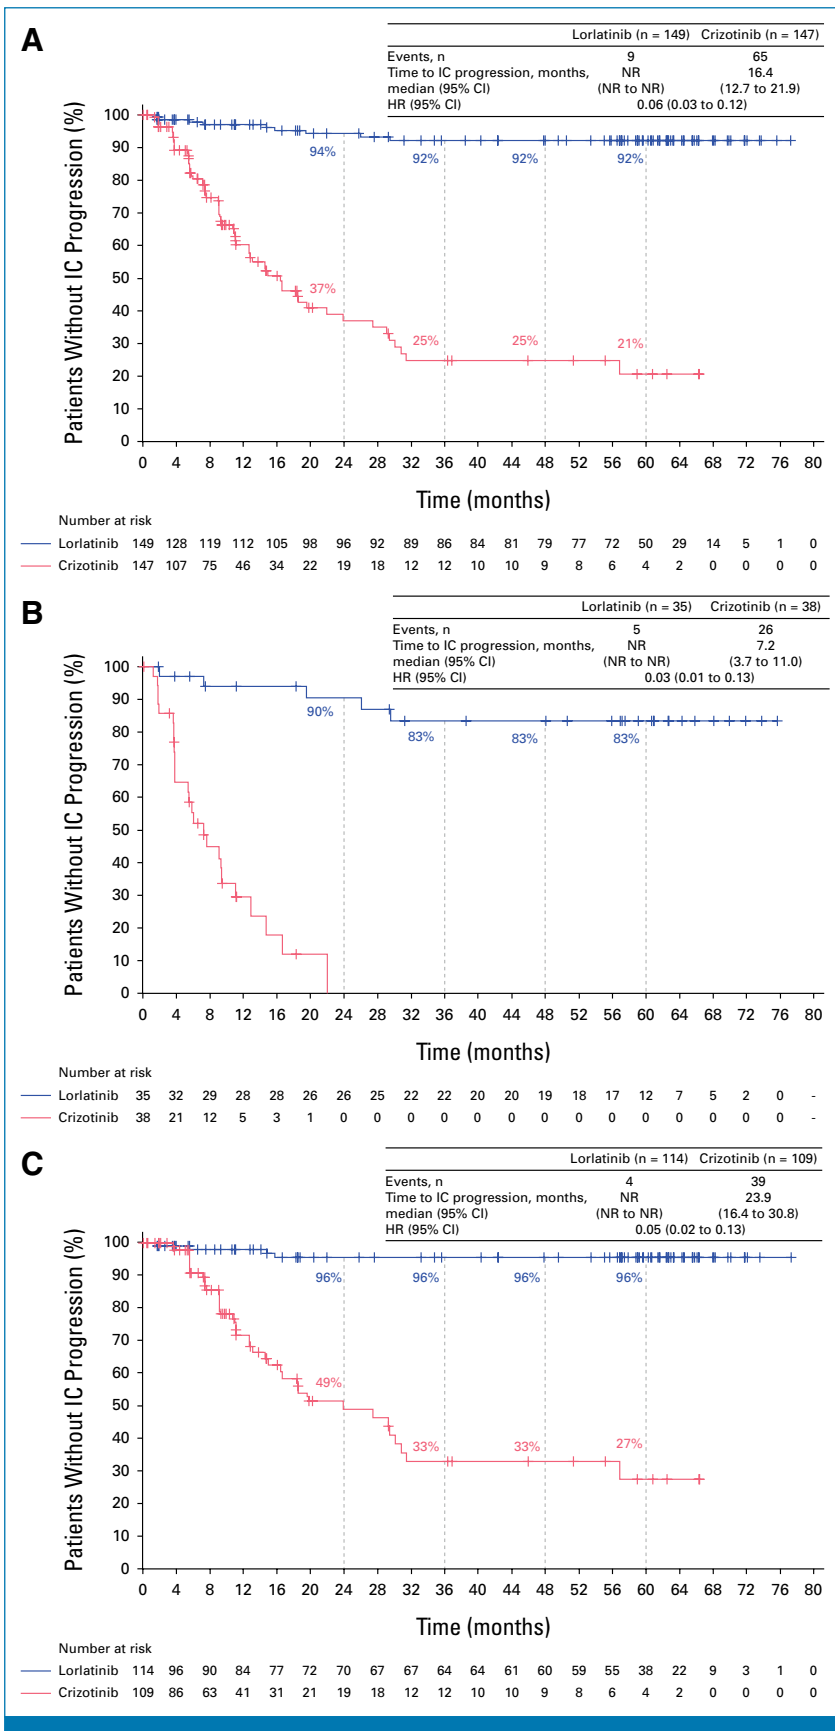 A
Lorlatinib (n = 149) Crizotinib (n = 147)
Events, n 9 65
Time to IC progression, months, NR 16.4
median (95% CI) (NR to NR) (12.7 to 21.9)
HR (95% CI) 0.06 (0.03 to 0.12)
Patients Without IC Progression (%)
100
90
80
70
60
50
40
30
20
10
0
94% 92% 92% 92%
37% 25% 25% 21%
0 4 8 12 16 20 24 28 32 36 40 44 48 52 56 60 64 68 72 76 80
Time (months)
Number at risk
Lorlatinib 149 128 119 112 105 98 96 92 89 86 84 81 79 77 72 50 29 14 5 1 0
Crizotinib 147 107 75 46 34 22 19 18 12 12 10 10 9 8 6 4 2 0 0 0 0
B
Lorlatinib (n = 35) Crizotinib (n = 38)
Events, n 5 26
Time to IC progression, months, NR 7.2
median (95% CI) (NR to NR) (3.7 to 11.0)
HR (95% CI) 0.03 (0.01 to 0.13)
Patients Without IC Progression (%)
100
90
80
70
60
50
40
30
20
10
0
90% 83% 83% 83%
0 4 8 12 16 20 24 28 32 36 40 44 48 52 56 60 64 68 72 76 80
Time (months)
Number at risk
Lorlatinib 35 32 29 28 28 26 26 25 22 22 20 20 19 18 17 12 7 5 2 0 -
Crizotinib 38 21 12 5 3 1 0 0 0 0 0 0 0 0 0 0 0 0 0 0 -
C
Lorlatinib (n = 114) Crizotinib (n = 109)
Events, n 4 39
Time to IC progression, months, NR 23.9
median (95% CI) (NR to NR) (16.4 to 30.8)
HR (95% CI) 0.05 (0.02 to 0.13)
Patients Without IC Progression (%)
100
90
80
70
60
50
40
30
20
10
0
96% 96% 96% 96%
49% 33% 33% 27%
0 4 8 12 16 20 24 28 32 36 40 44 48 52 56 60 64 68 72 76 80
Time (months)
Number at risk
Lorlatinib 114 96 90 84 77 72 70 67 67 64 64 61 60 59 55 38 22 9 3 1 0
Crizotinib 109 86 63 41 31 21 19 18 12 12 10 10 9 8 6 4 2 0 0 0 0